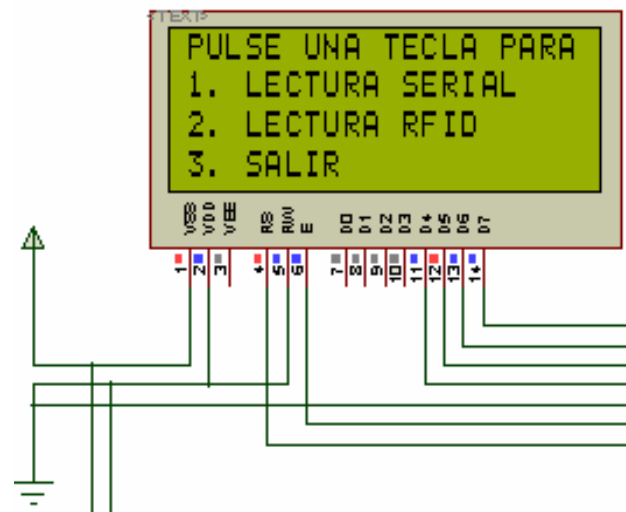 <TEXT>
PULSE UNA TECLA PARA
1. LECTURA SERIAL
2. LECTURA RFID
3. SALIR
VSS VDD VEE RS RW E D0 D1 D2 D3 D4 D5 D6 D7
1 2 3 4 5 6 7 8 9 10 11 12 13 14